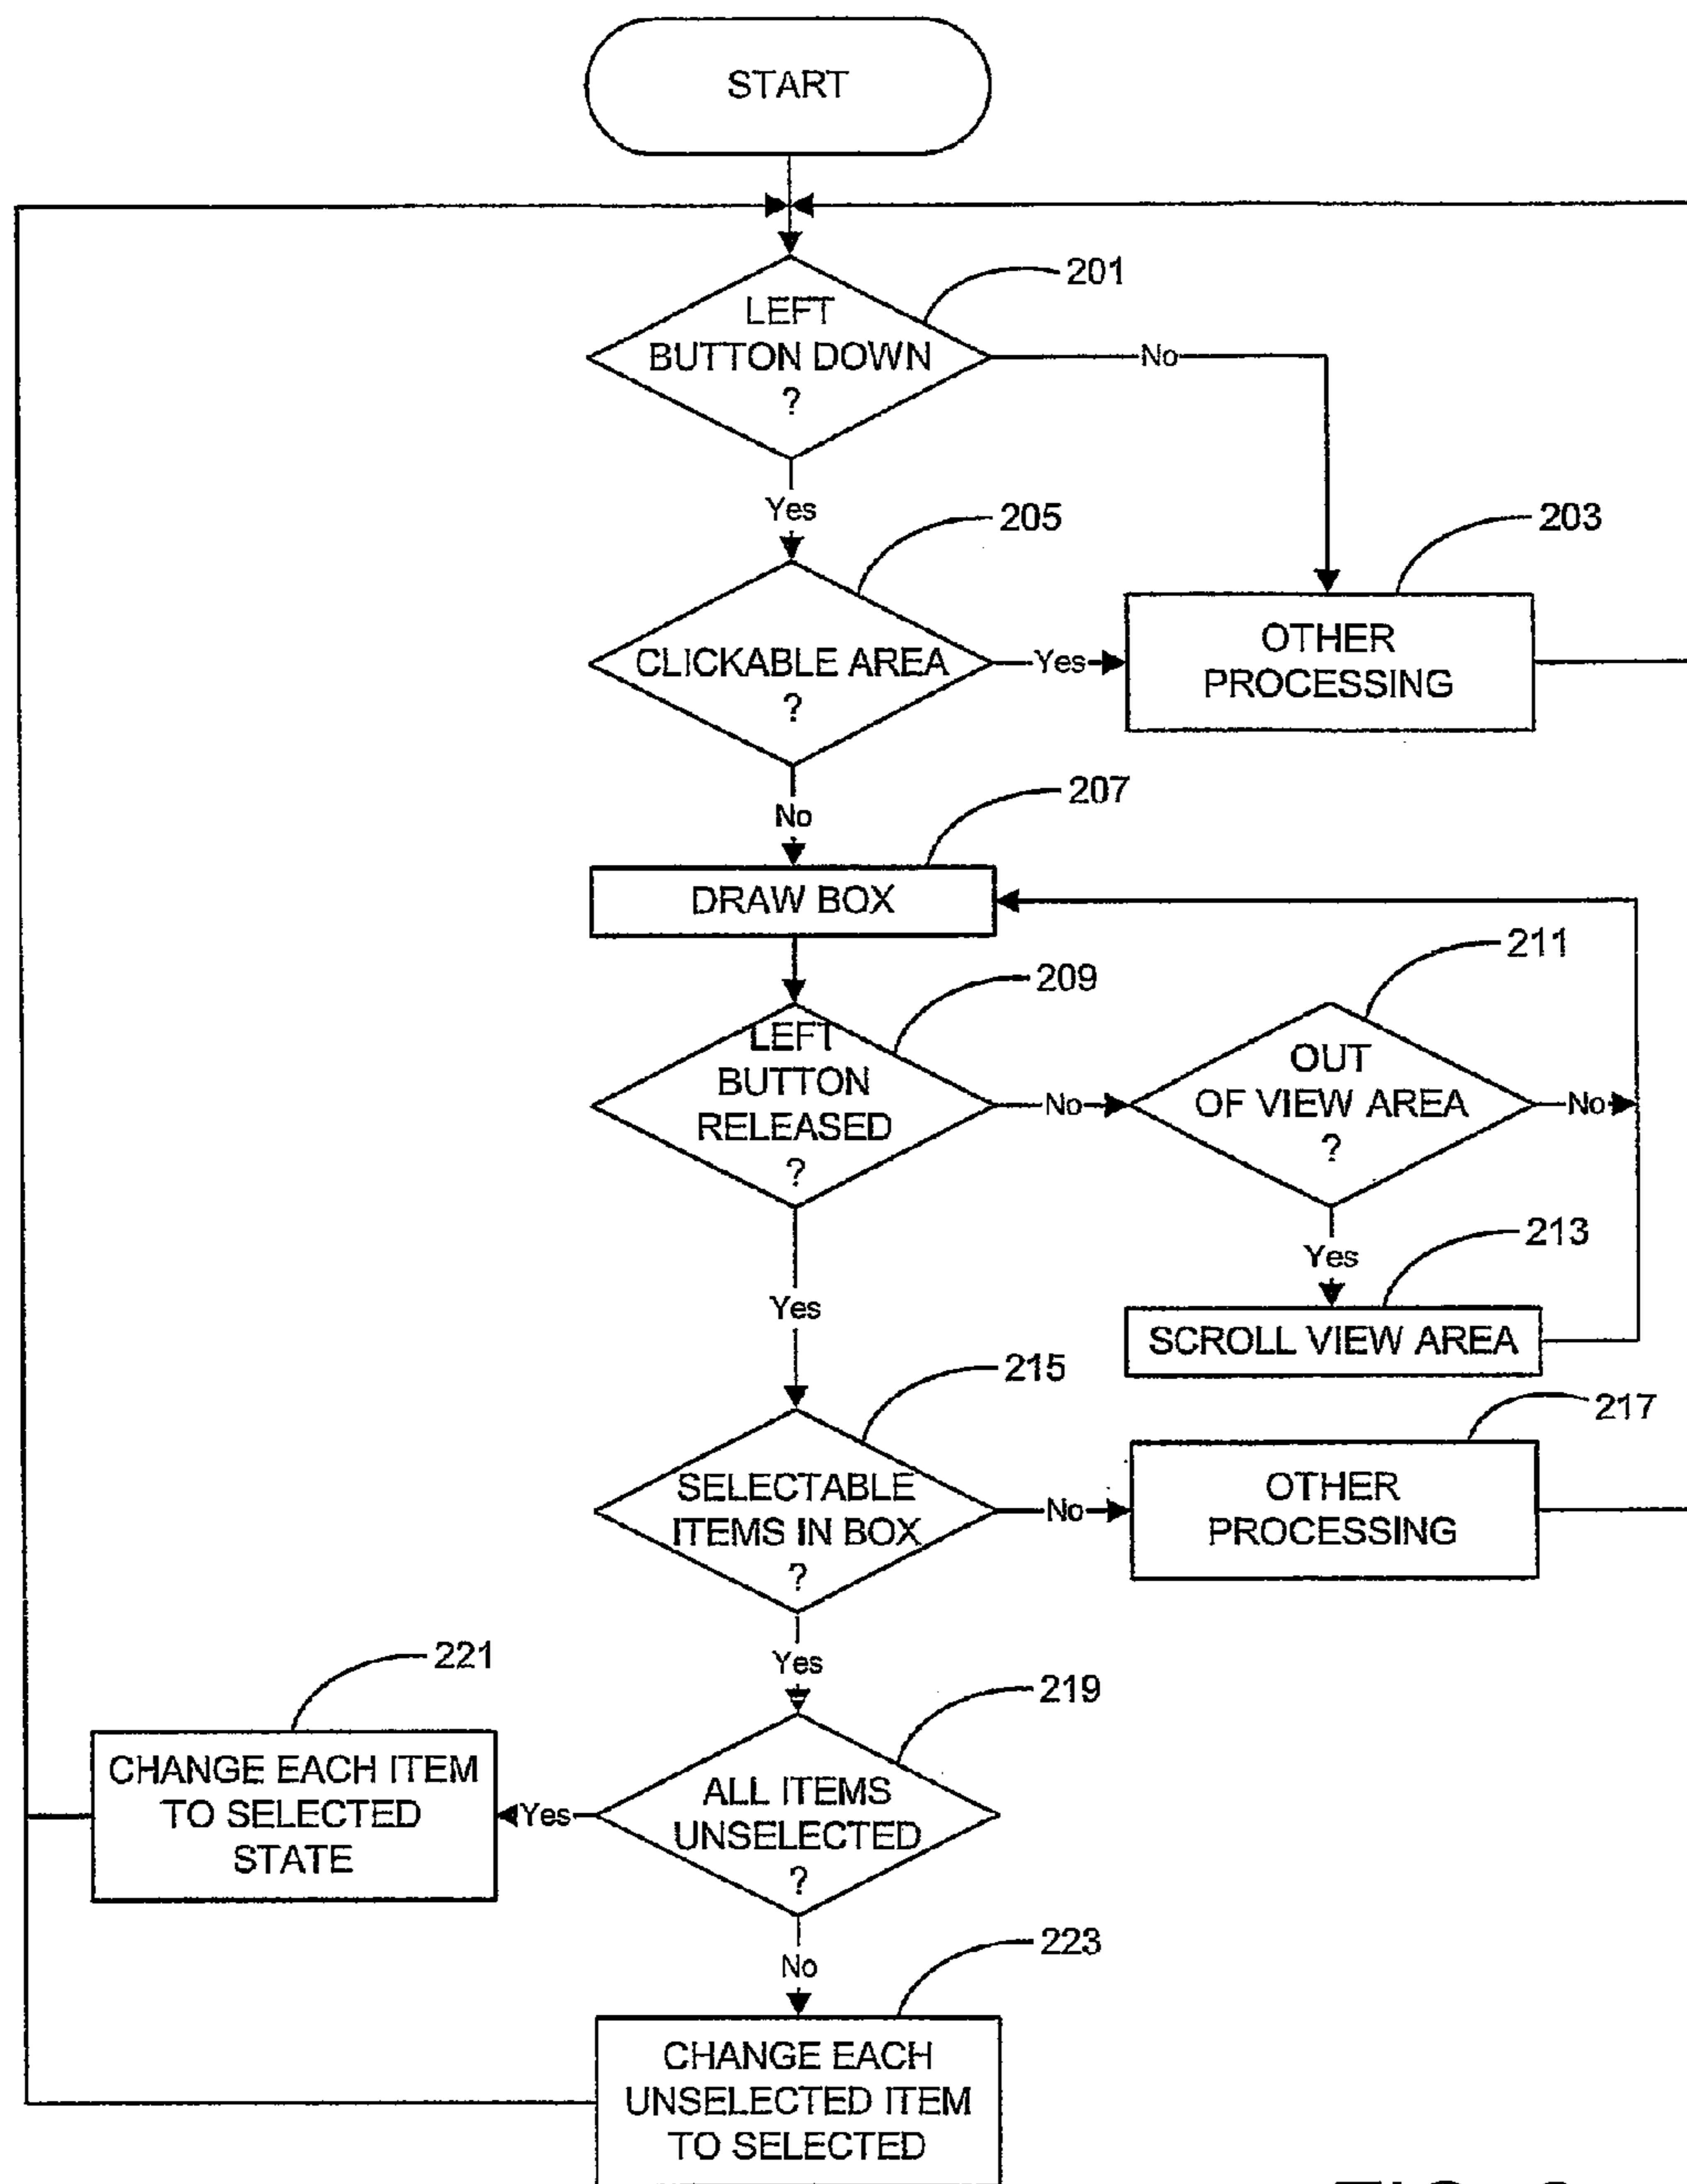 START
201
LEFT
BUTTON DOWN
?
No
Yes
205
203
CLICKABLE AREA
?
Yes
OTHER
PROCESSING
No
207
DRAW BOX
211
209
LEFT
BUTTON
RELEASED
?
No
OUT
OF VIEW AREA
?
No
Yes
213
SCROLL VIEW AREA
Yes
215
217
SELECTABLE
ITEMS IN BOX
?
No
OTHER
PROCESSING
Yes
221
219
CHANGE EACH ITEM
TO SELECTED
STATE
Yes
ALL ITEMS
UNSELECTED
?
No
223
CHANGE EACH
UNSELECTED ITEM
TO SELECTED